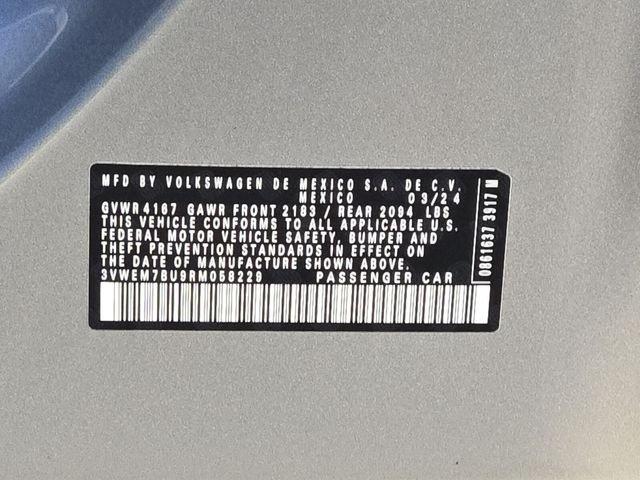 MFD BY VOLKSWAGEN DE MEXICO S.A. DE C.V.
MEXICO 03/24
GVWR 4167 GAWR FRONT 2183 / REAR 2094 LBS
THIS VEHICLE CONFORMS TO ALL APPLICABLE U.S.
FEDERAL MOTOR VEHICLE SAFETY, BUMPER AND
THEFT PREVENTION STANDARDS IN EFFECT ON
THE DATE OF MANUFACTURE SHOWN ABOVE.
3VWEM7BU9RM058229 PASSENGER CAR
0861637 3917 M